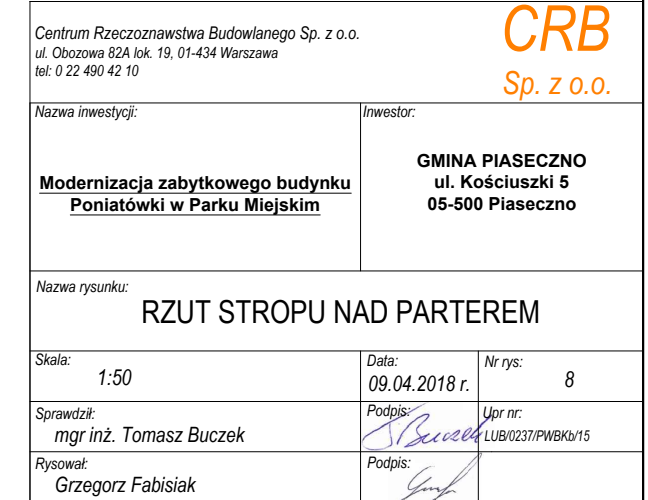 Centrum Rzeczoznawstwa Budowlanego Sp. z o.o.
ul. Obozowa 82A lok. 19, 01-434 Warszawa
tel: 0 22 490 42 10
CRB
Sp. z o.o.
Nazwa inwestycji:
Modernizacja zabytkowego budynku
Poniatówki w Parku Miejskim
Inwestor:
GMINA PIASECZNO
ul. Kościuszki 5
05-500 Piaseczno
Nazwa rysunku:
RZUT STROPU NAD PARTEREM
Skala:
1:50
Data:
09.04.2018 r.
Nr rys:
8
Sprawdził:
mgr inż. Tomasz Buczek
Podpis:
Buczek
Upr nr:
LUB/0237/PWBKb/15
Rysował:
Grzegorz Fabisiak
Podpis: